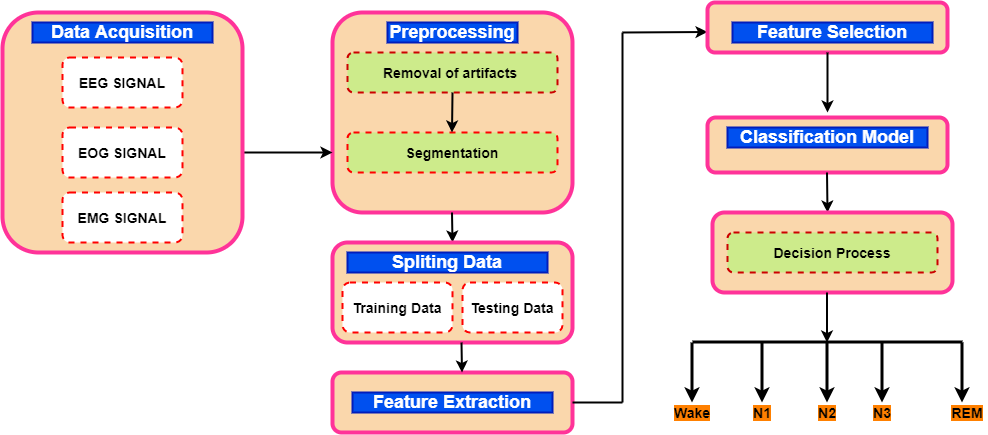 Data Acquisition
EEG SIGNAL
EOG SIGNAL
EMG SIGNAL
Preprocessing
Removal of artifacts
Segmentation
Spliting Data
Training Data
Testing Data
Feature Extraction
Feature Selection
Classification Model
Decision Process
Wake
N1
N2
N3
REM